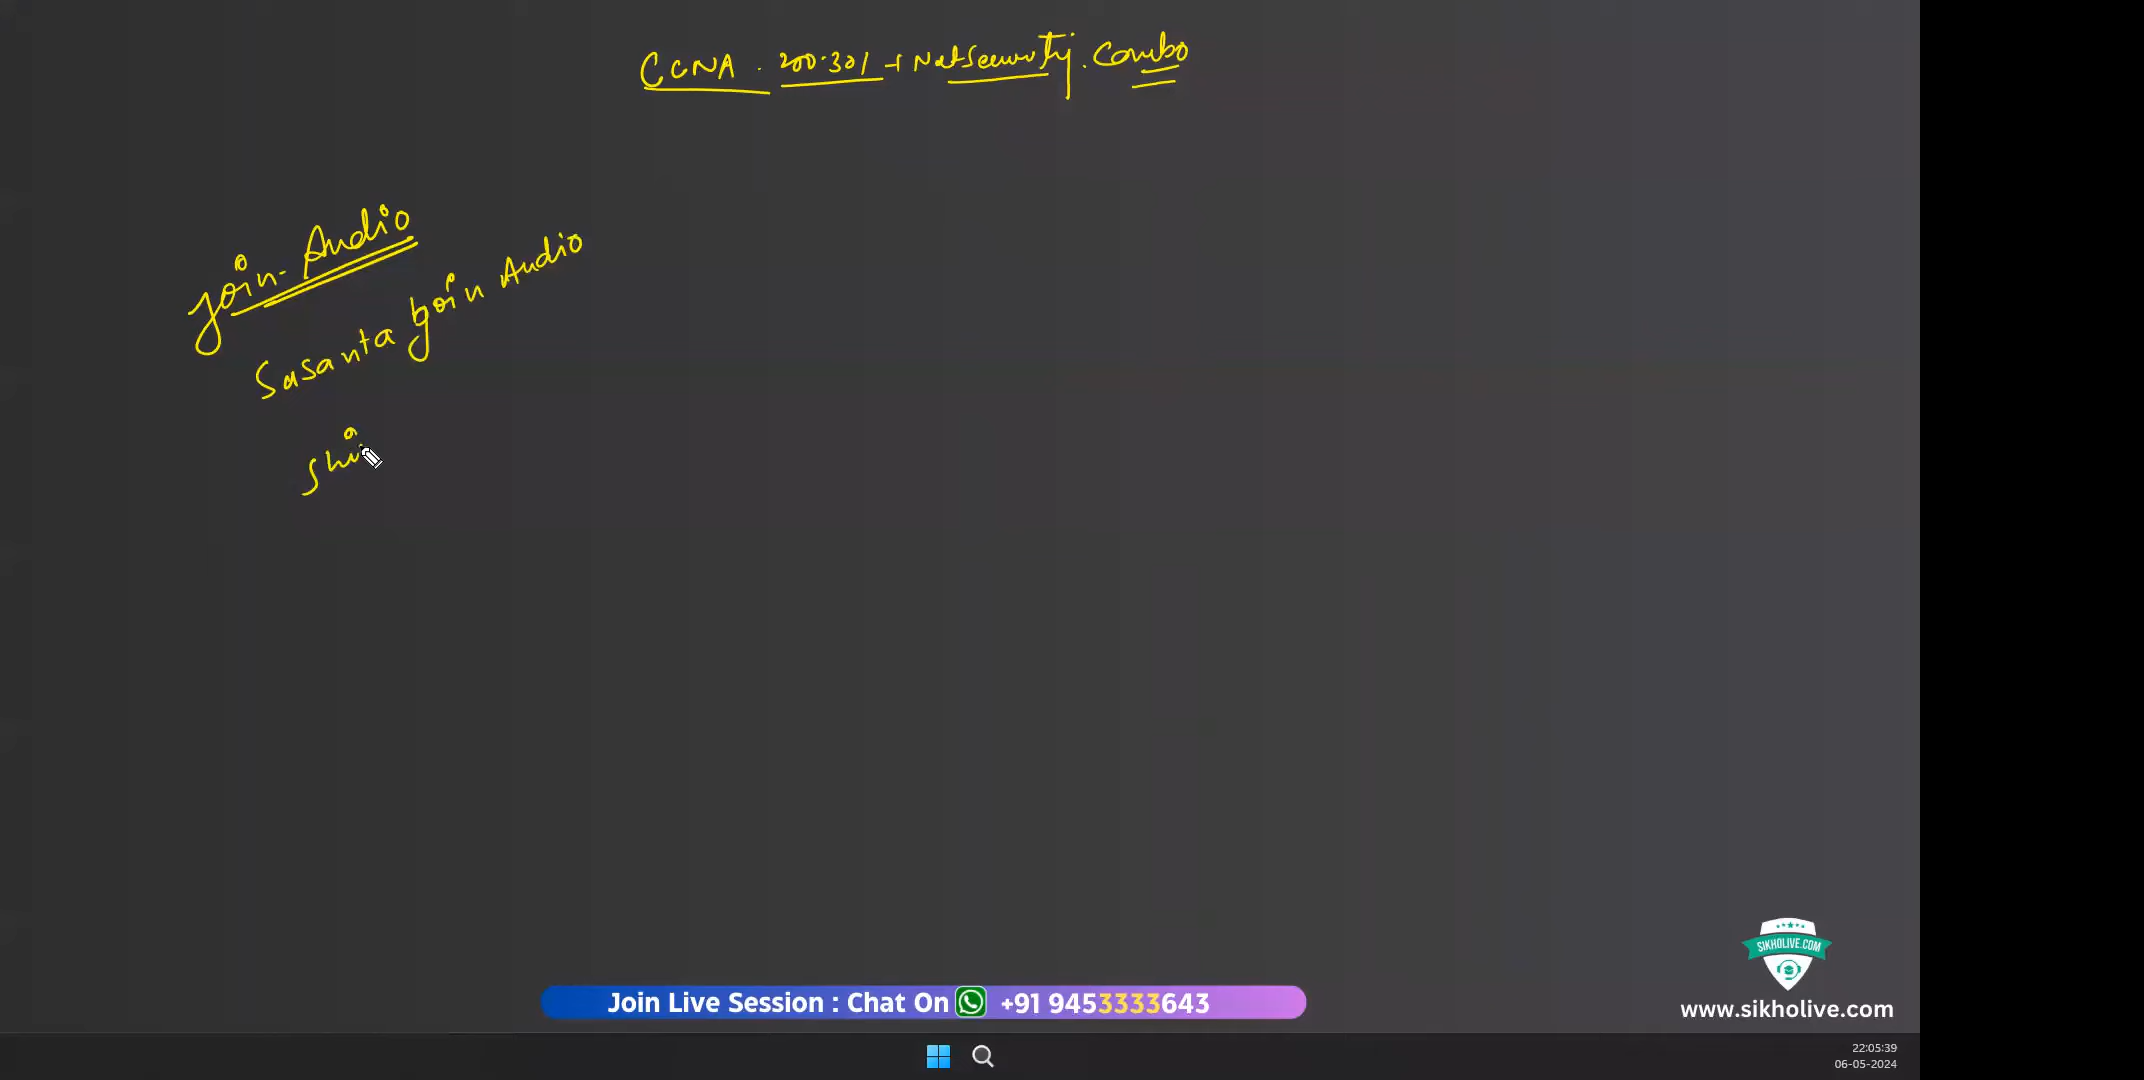 CCNA . 200-301 + NetSecurity. Combo
Join- Audio
Sasanta join Audio
Shi
SIKHOLIVE.COM
Join Live Session : Chat On +91 9453333643
www.sikholive.com
22:05:39
06-05-2024